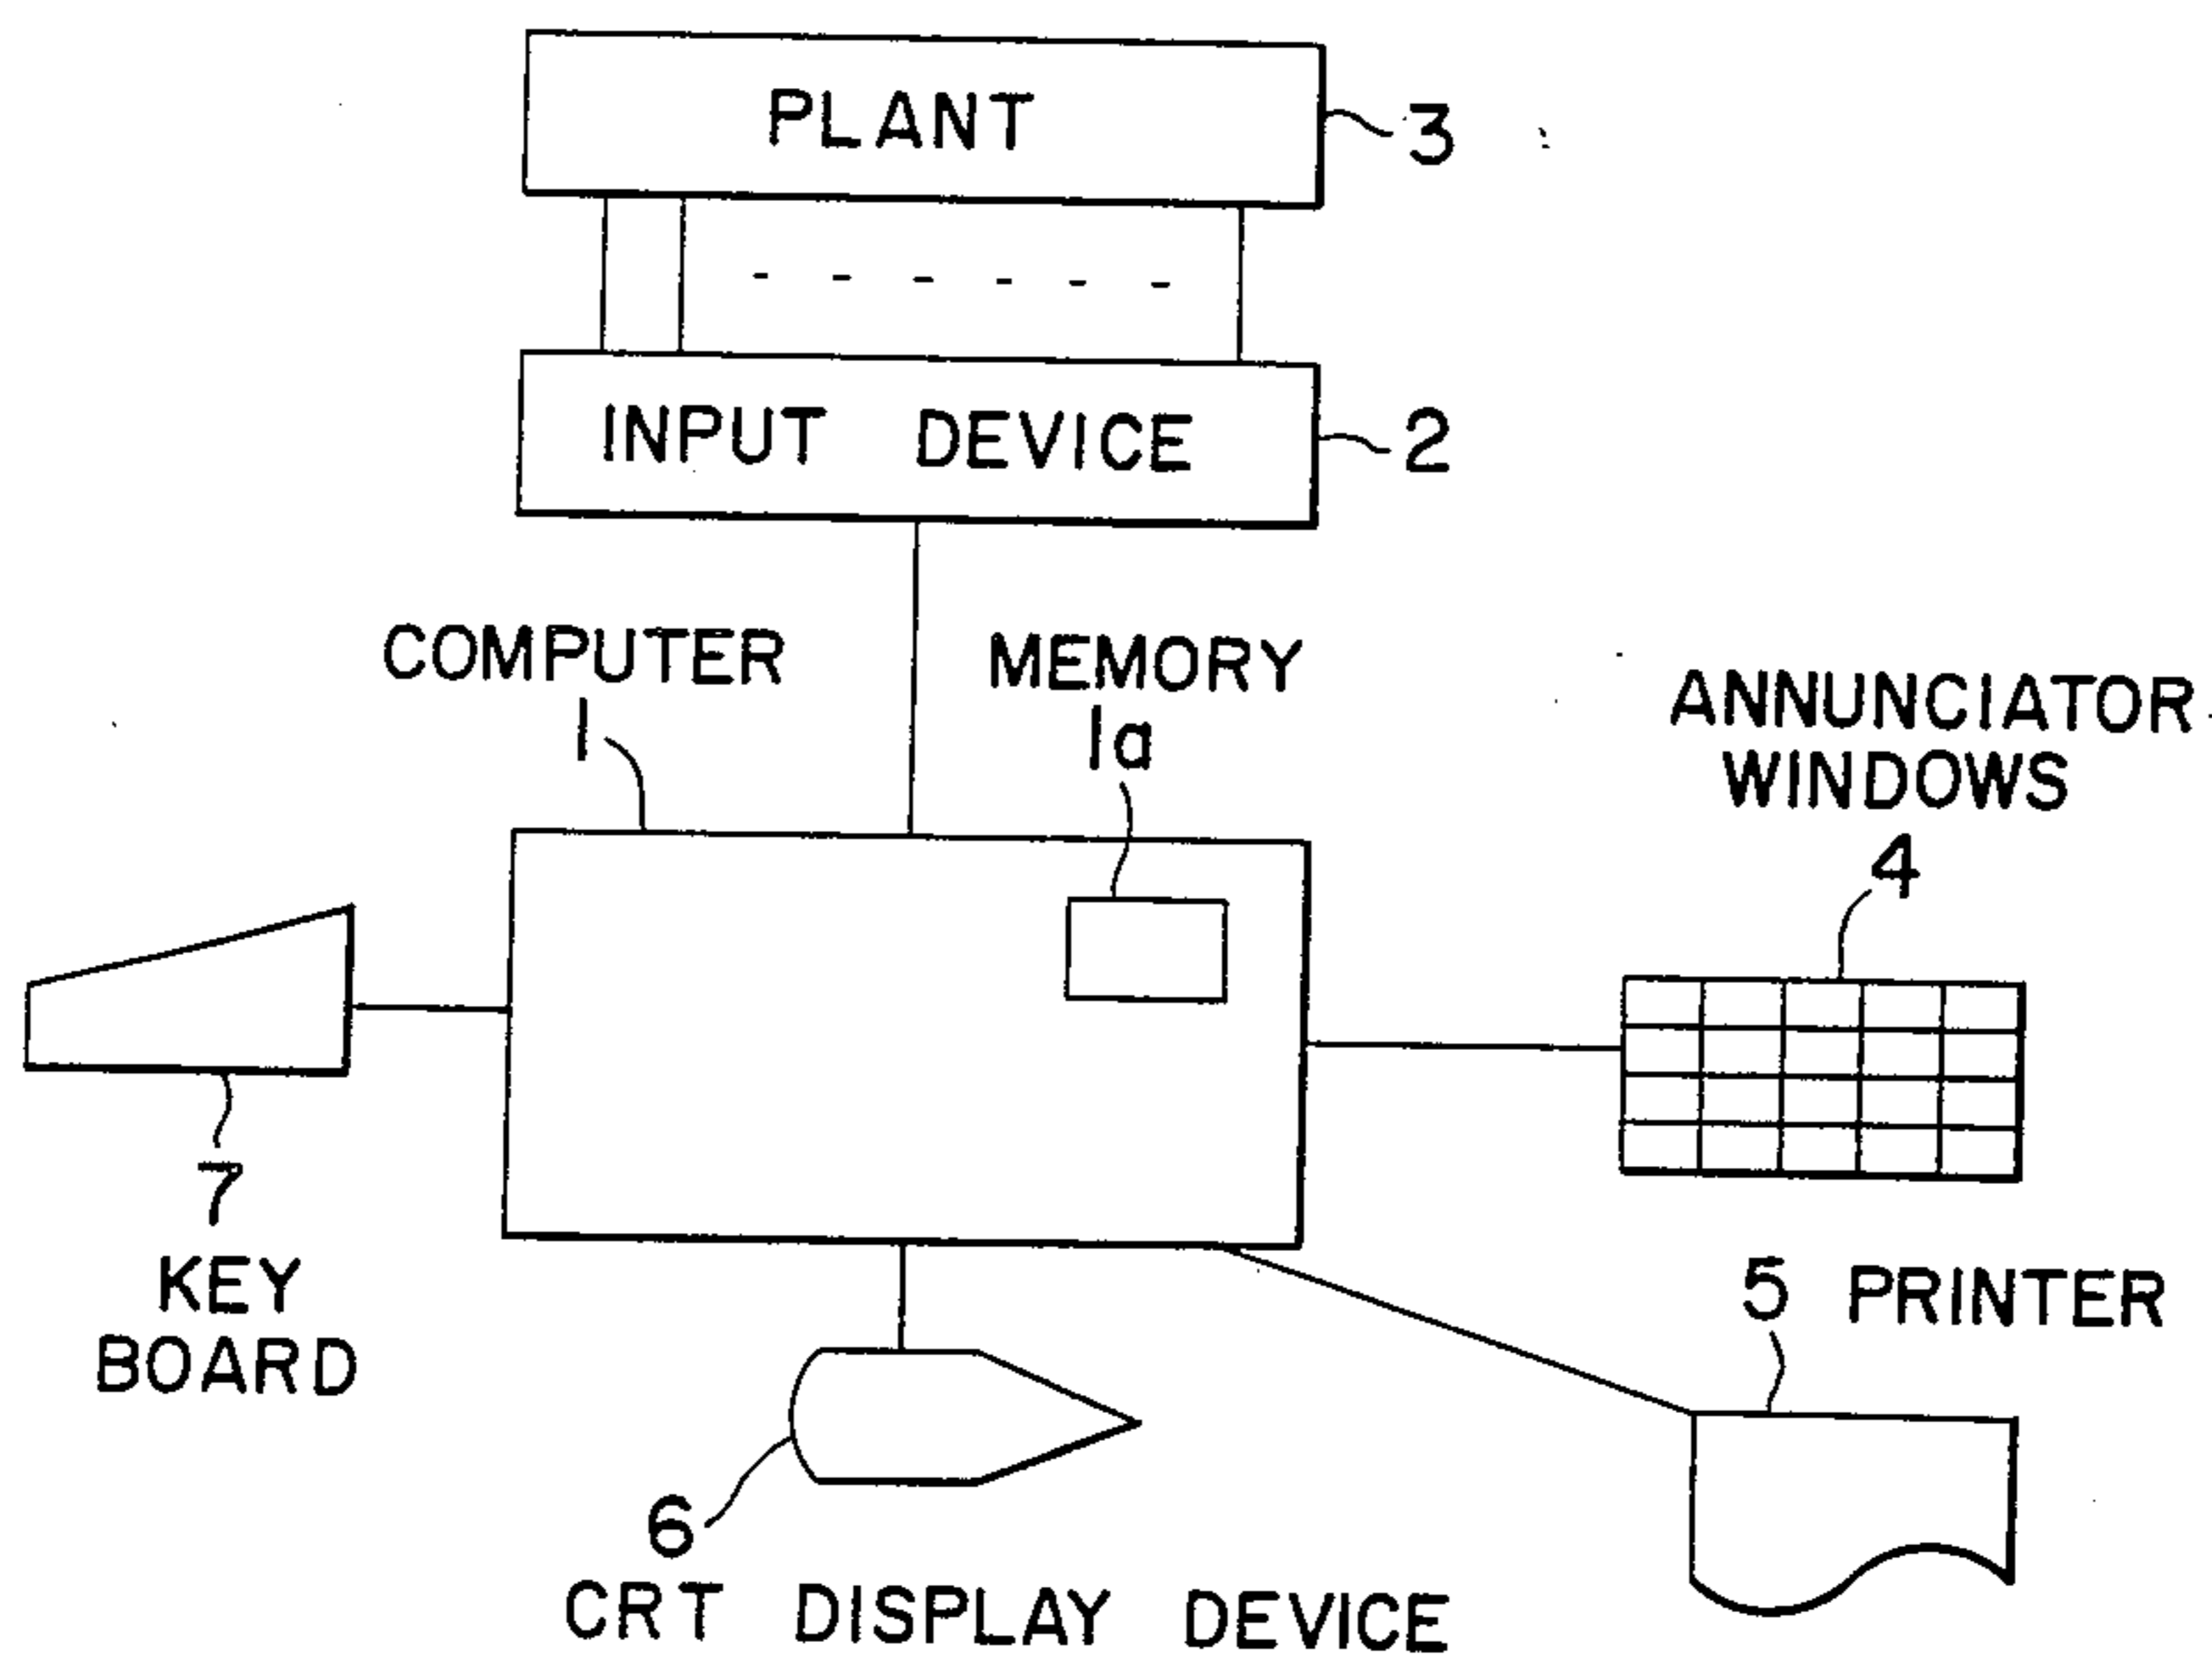 PLANT
3
INPUT DEVICE
2
COMPUTER
1
MEMORY
1a
ANNUNCIATOR
WINDOWS
4
7
KEY
BOARD
5 PRINTER
6
CRT DISPLAY DEVICE